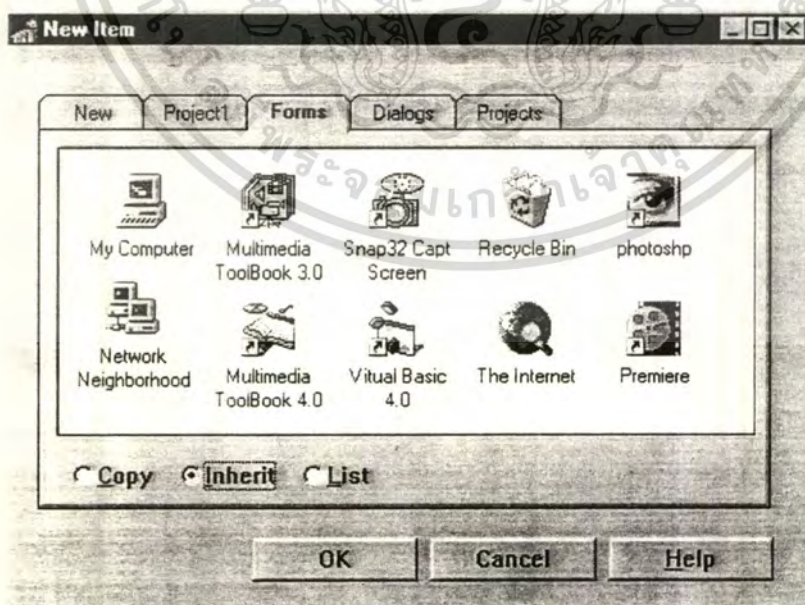 New Item
New Project1 Forms Dialogs Projects
My Computer Multimedia ToolBook 3.0 Snap32 Capt Screen Recycle Bin photoshp
Network Neighborhood Multimedia ToolBook 4.0 Vitual Basic 4.0 The Internet Premiere
Copy Inherit List
OK Cancel Help